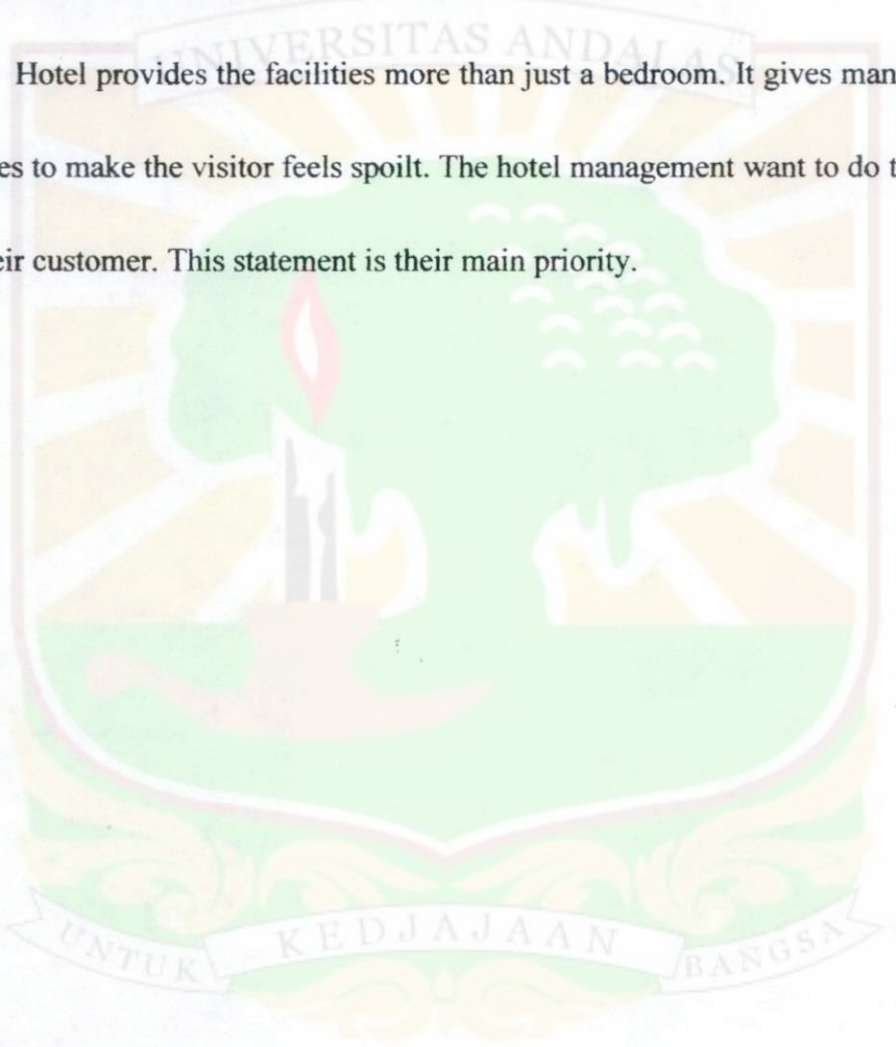 UNIVERSITAS ANDALAS
Hotel provides the facilities more than just a bedroom. It gives man
es to make the visitor feels spoilt. The hotel management want to do t
eir customer. This statement is their main priority.
UNTUK KEDJAJAAN BANGSA